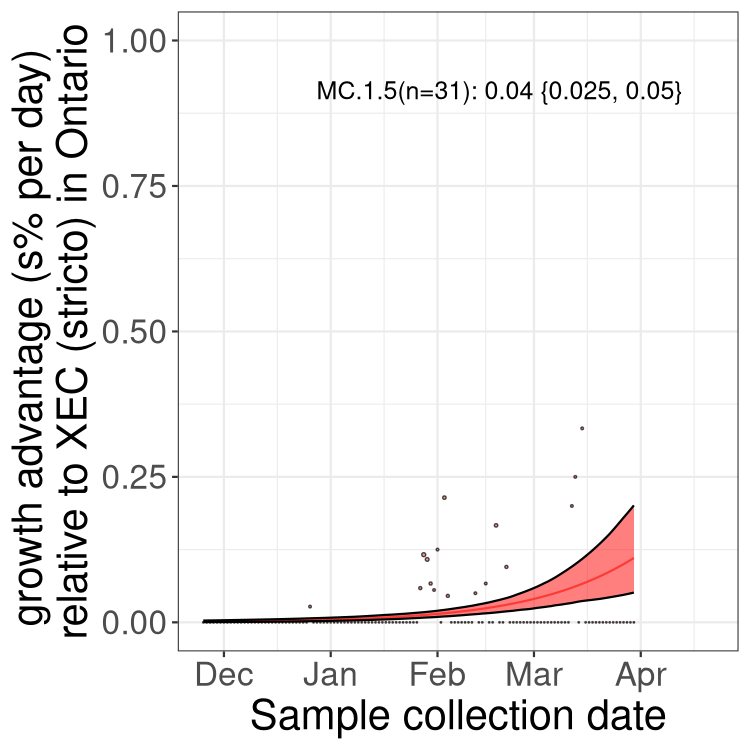 growth advantage (s% per day)
relative to XEC (stricto) in Ontario
1.00
0.75
0.50
0.25
0.00
MC.1.5(n=31): 0.04 {0.025, 0.05}
Dec Jan Feb Mar Apr
Sample collection date